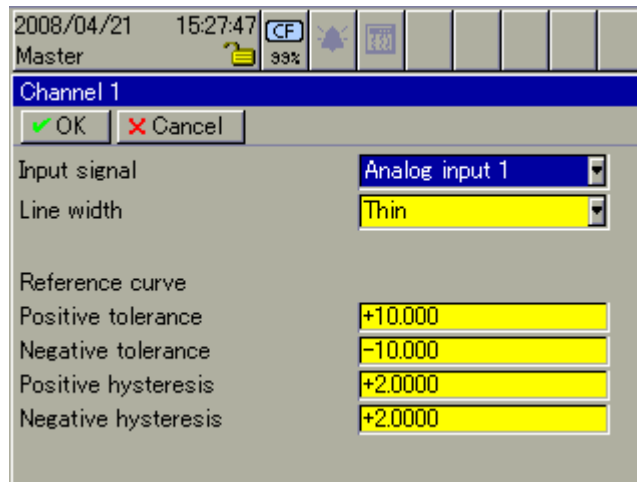 2008/04/21 15:27:47 CF
Master 99%
Channel 1
OK Cancel
Input signal Analog input 1
Line width Thin
Reference curve
Positive tolerance +10.000
Negative tolerance -10.000
Positive hysteresis +2.0000
Negative hysteresis +2.0000